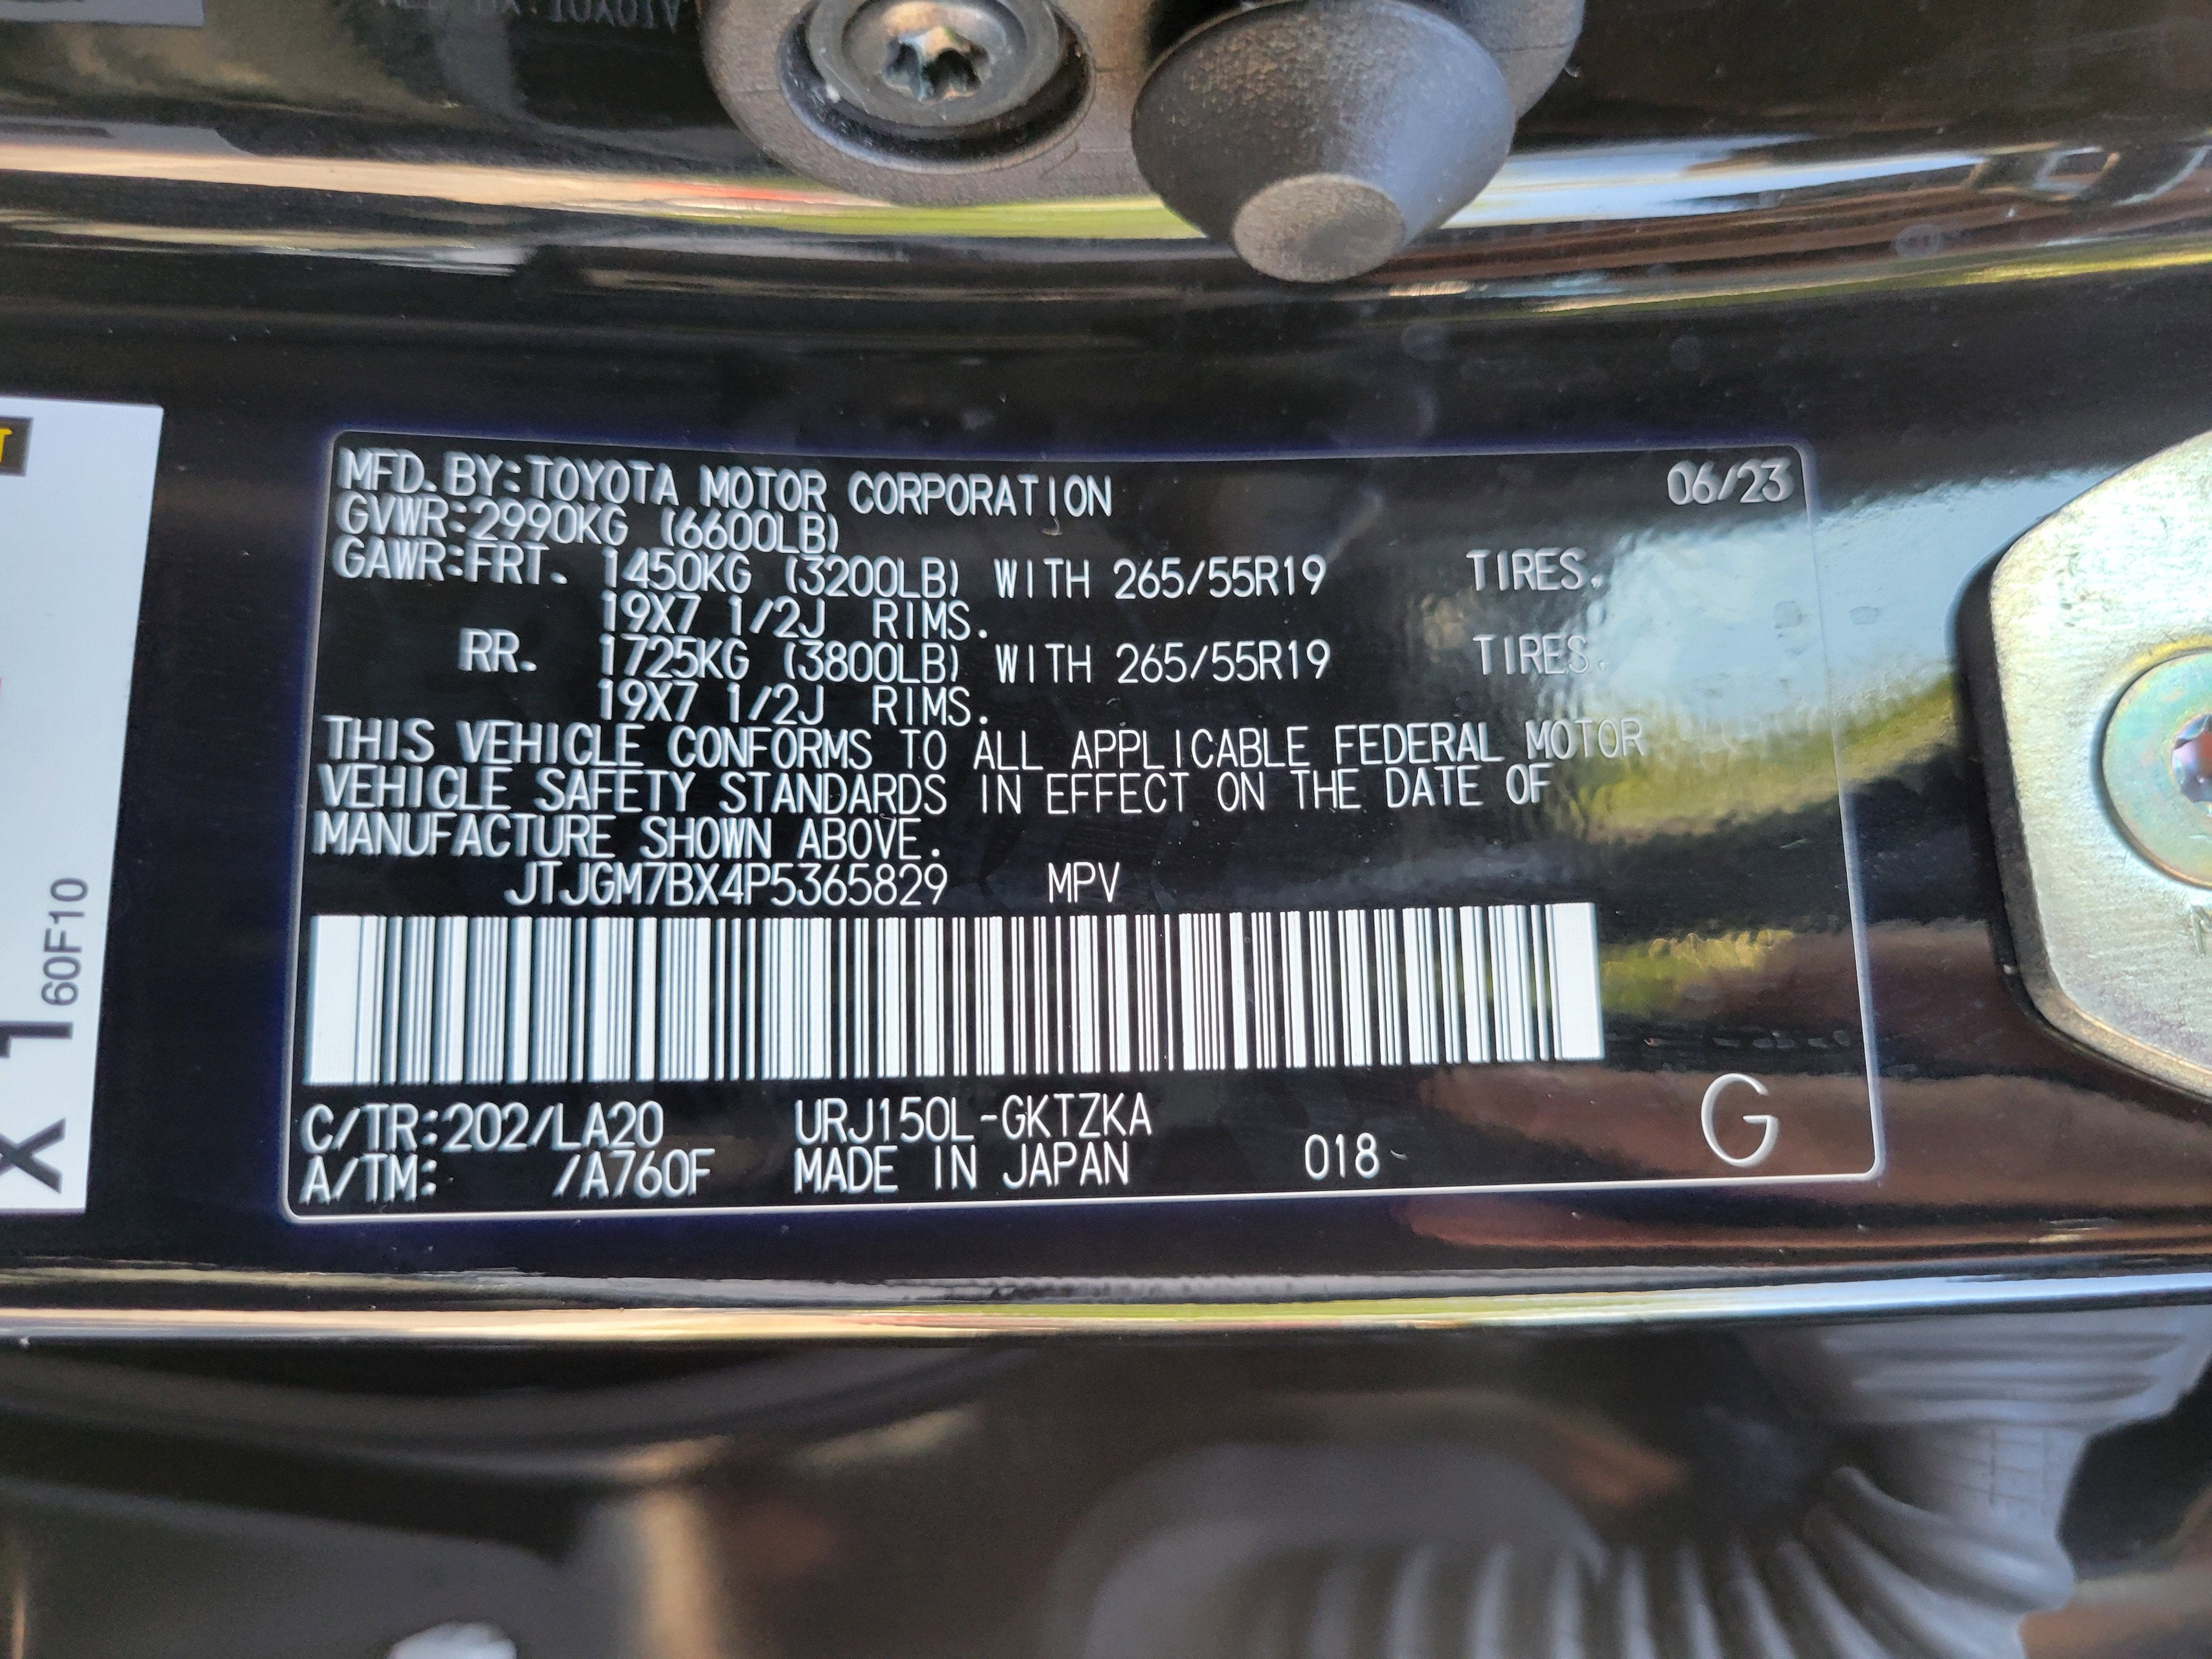 MFD. BY:TOYOTA MOTOR CORPORATION 06/23
GVWR:2990KG (6600LB)
GAWR:FRT. 1450KG (3200LB) WITH 265/55R19 TIRES.
19X7 1/2J RIMS.
RR. 1725KG (3800LB) WITH 265/55R19 TIRES.
19X7 1/2J RIMS.
THIS VEHICLE CONFORMS TO ALL APPLICABLE FEDERAL MOTOR
VEHICLE SAFETY STANDARDS IN EFFECT ON THE DATE OF
MANUFACTURE SHOWN ABOVE.
JTJGM7BX4P5365829 MPV
C/TR:202/LA20 URJ150L-GKTZKA
A/TM: /A760F MADE IN JAPAN 018
G
60F10
X 1